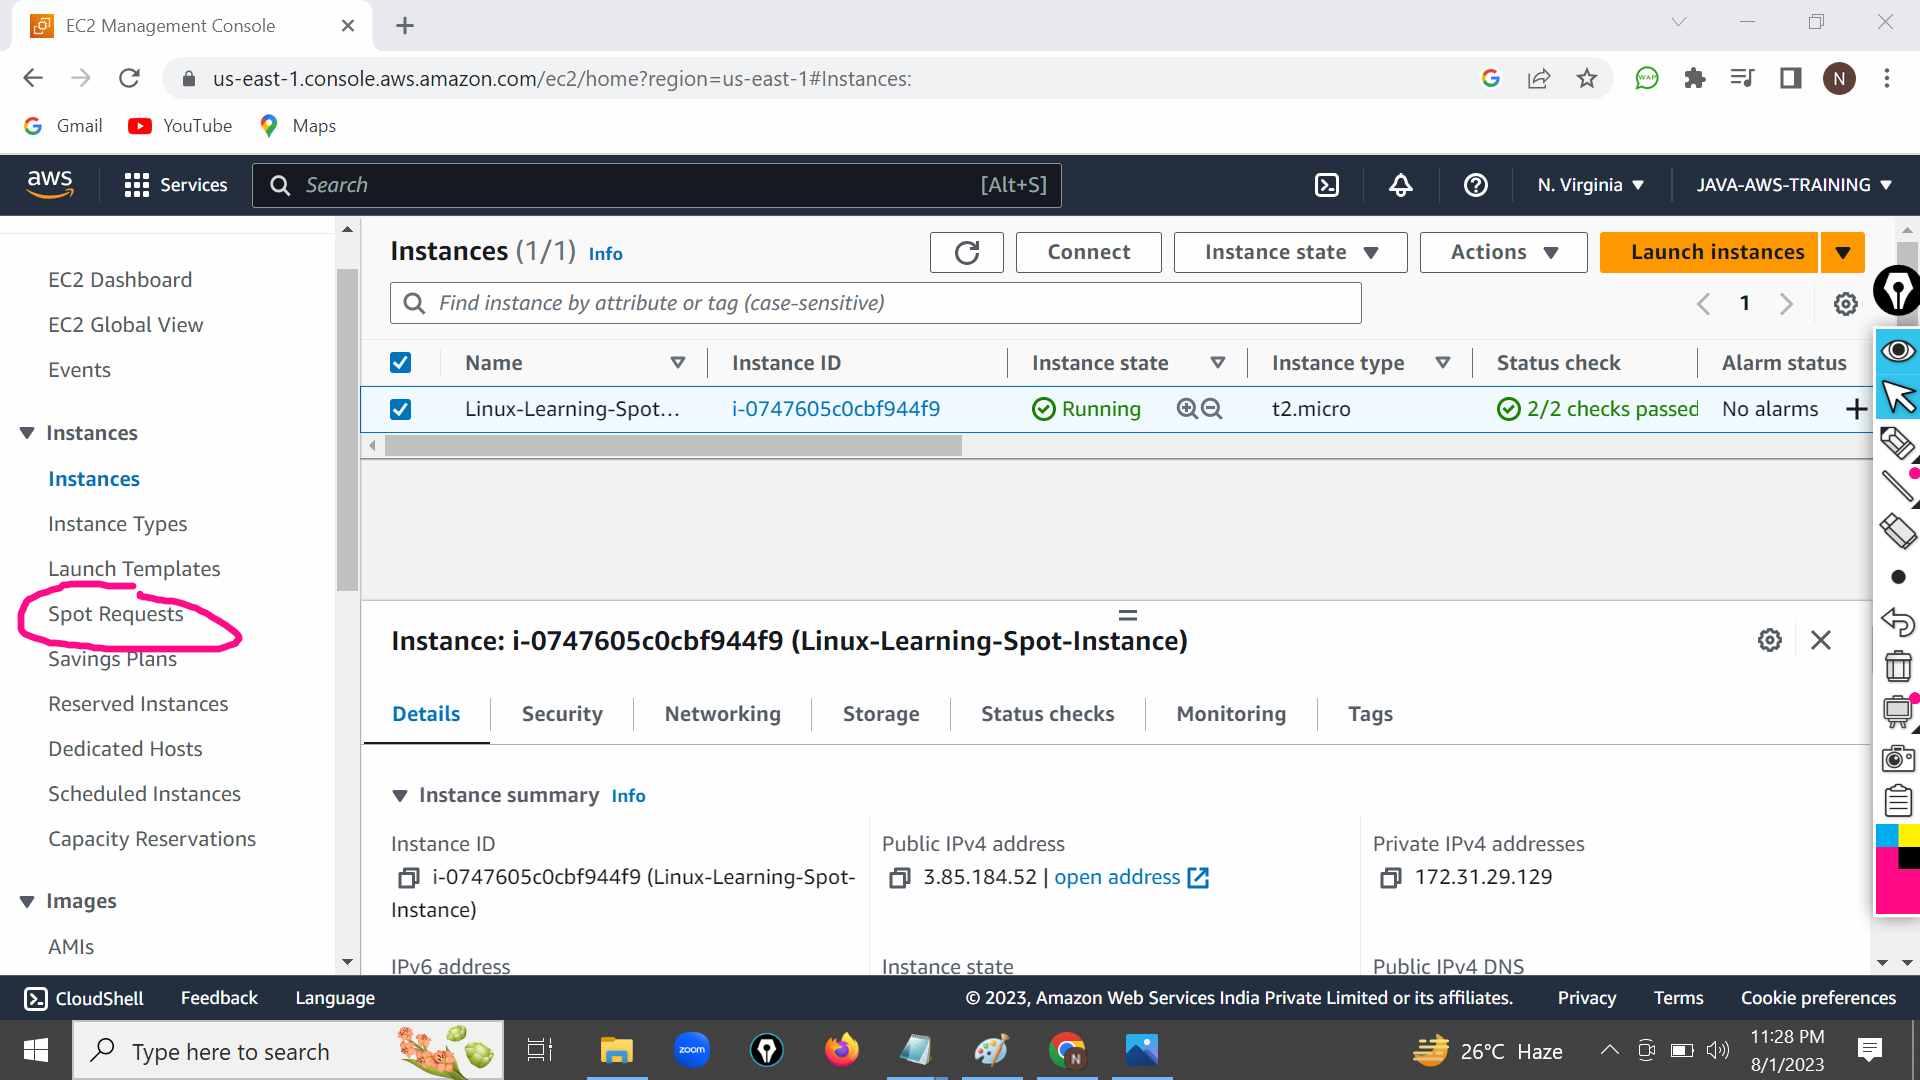 EC2 Management Console
us-east-1.console.aws.amazon.com/ec2/home?region=us-east-1#Instances:
WAP
N
Gmail
YouTube
Maps
aws
Services
Search
[Alt+S]
N. Virginia
JAVA-AWS-TRAINING
EC2 Dashboard
EC2 Global View
Events
Instances
Instances
Instance Types
Launch Templates
Spot Requests
Savings Plans
Reserved Instances
Dedicated Hosts
Scheduled Instances
Capacity Reservations
Images
AMIs
Instances (1/1) Info
Connect
Instance state
Actions
Launch instances
Find instance by attribute or tag (case-sensitive)
1
Name Instance ID Instance state Instance type Status check Alarm status
Linux-Learning-Spot... i-0747605c0cbf944f9 Running t2.micro 2/2 checks passed No alarms
Instance: i-0747605c0cbf944f9 (Linux-Learning-Spot-Instance)
Details Security Networking Storage Status checks Monitoring Tags
Instance summary Info
Instance ID
i-0747605c0cbf944f9 (Linux-Learning-Spot-
Instance)
Public IPv4 address
3.85.184.52 | open address
Private IPv4 addresses
172.31.29.129
IPv6 address
Instance state
Public IPv4 DNS
CloudShell Feedback Language
© 2023, Amazon Web Services India Private Limited or its affiliates. Privacy Terms Cookie preferences
Type here to search
zoom
N
26°C Haze
11:28 PM
8/1/2023